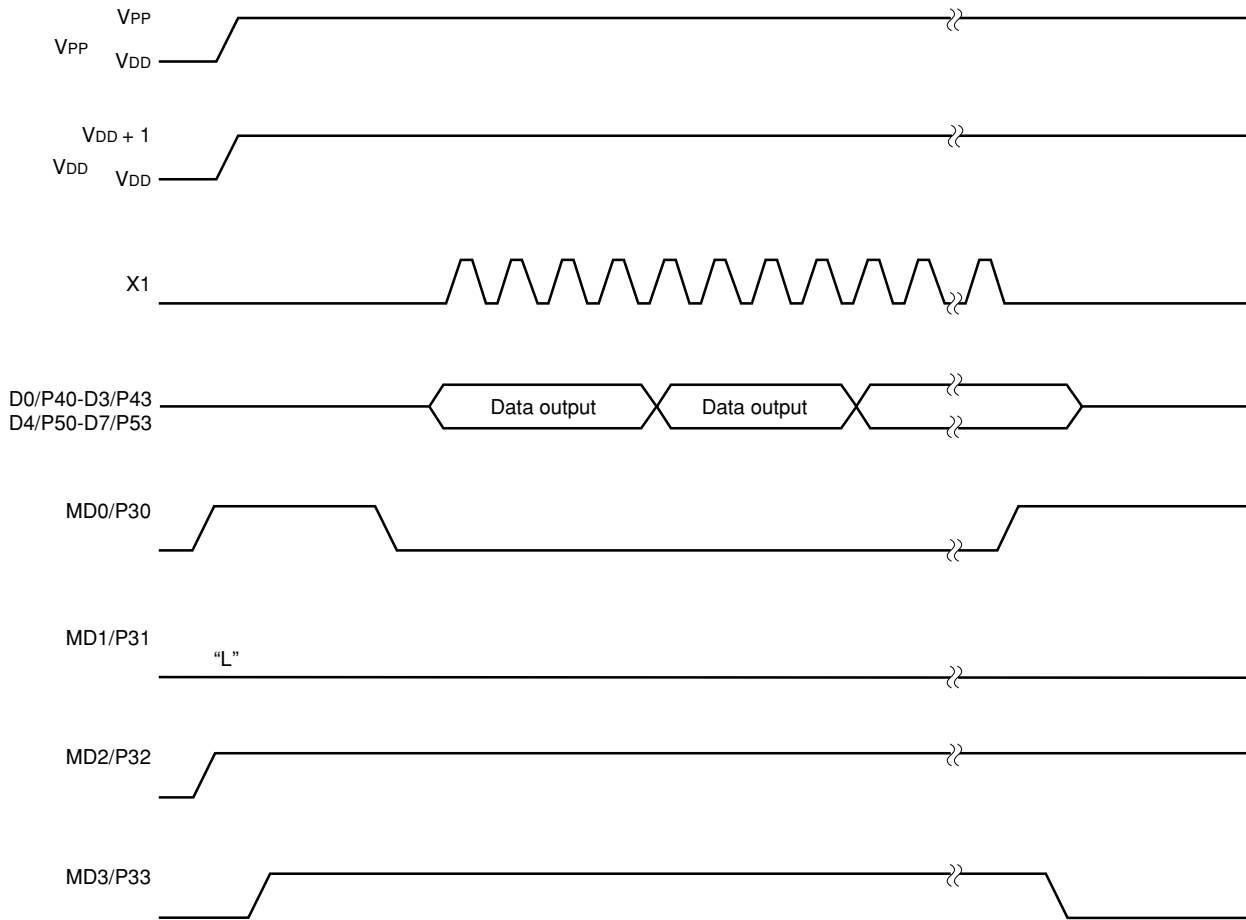 VPP
VPP
VDD
VDD + 1
VDD
VDD
X1
D0/P40-D3/P43
D4/P50-D7/P53
Data output
Data output
MD0/P30
MD1/P31
“L”
MD2/P32
MD3/P33